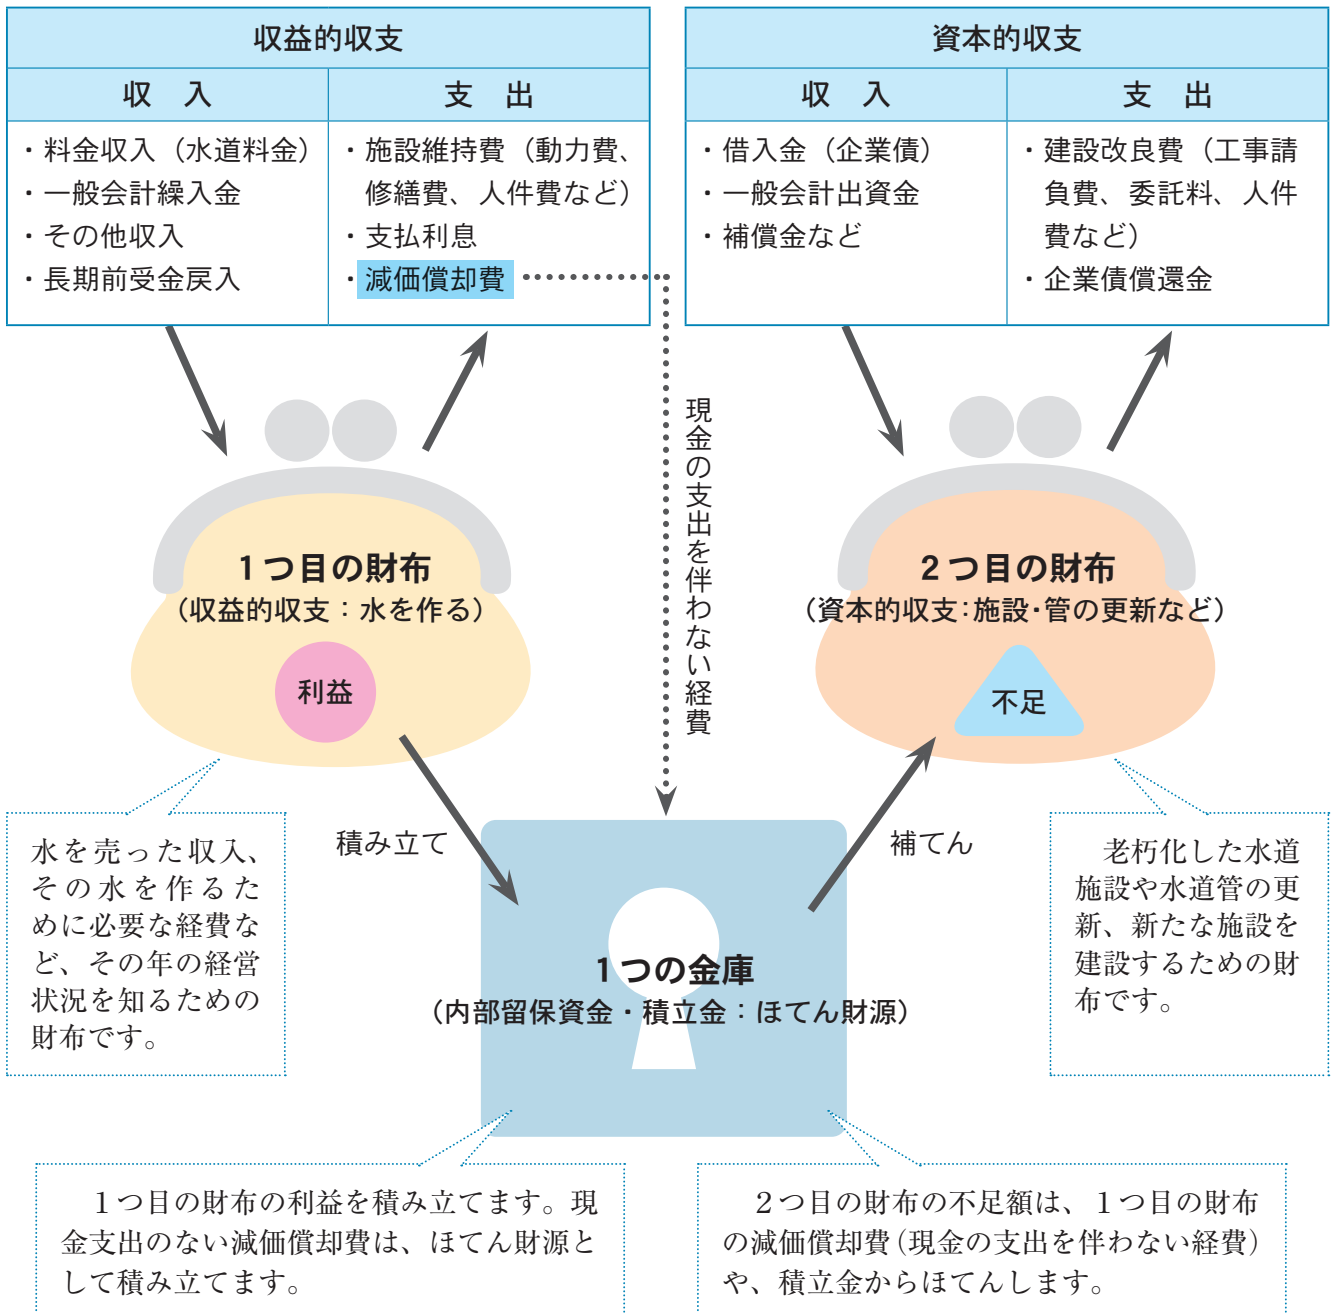 収益的収支
収　入
支　出
・料金収入（水道料金）
・一般会計繰入金
・その他収入
・長期前受金戻入
・施設維持費（動力費、
修繕費、人件費など）
・支払利息
・減価償却費
資本的収支
収　入
支　出
・借入金（企業債）
・一般会計出資金
・補償金など
・建設改良費（工事請
負費、委託料、人件
費など）
・企業債償還金
現金の支出を伴わない経費
1つ目の財布
（収益的収支：水を作る）
利益
2つ目の財布
（資本的収支：施設・管の更新など）
不足
水を売った収入、
その水を作るた
めに必要な経費な
ど、その年の経営
状況を知るための
財布です。
積み立て
補てん
　老朽化した水道
施設や水道管の更
新、新たな施設を
建設するための財
布です。
1つの金庫
（内部留保資金・積立金：ほてん財源）
　１つ目の財布の利益を積み立てます。現
金支出のない減価償却費は、ほてん財源と
して積み立てます。
　２つ目の財布の不足額は、１つ目の財布
の減価償却費（現金の支出を伴わない経費）
や、積立金からほてんします。